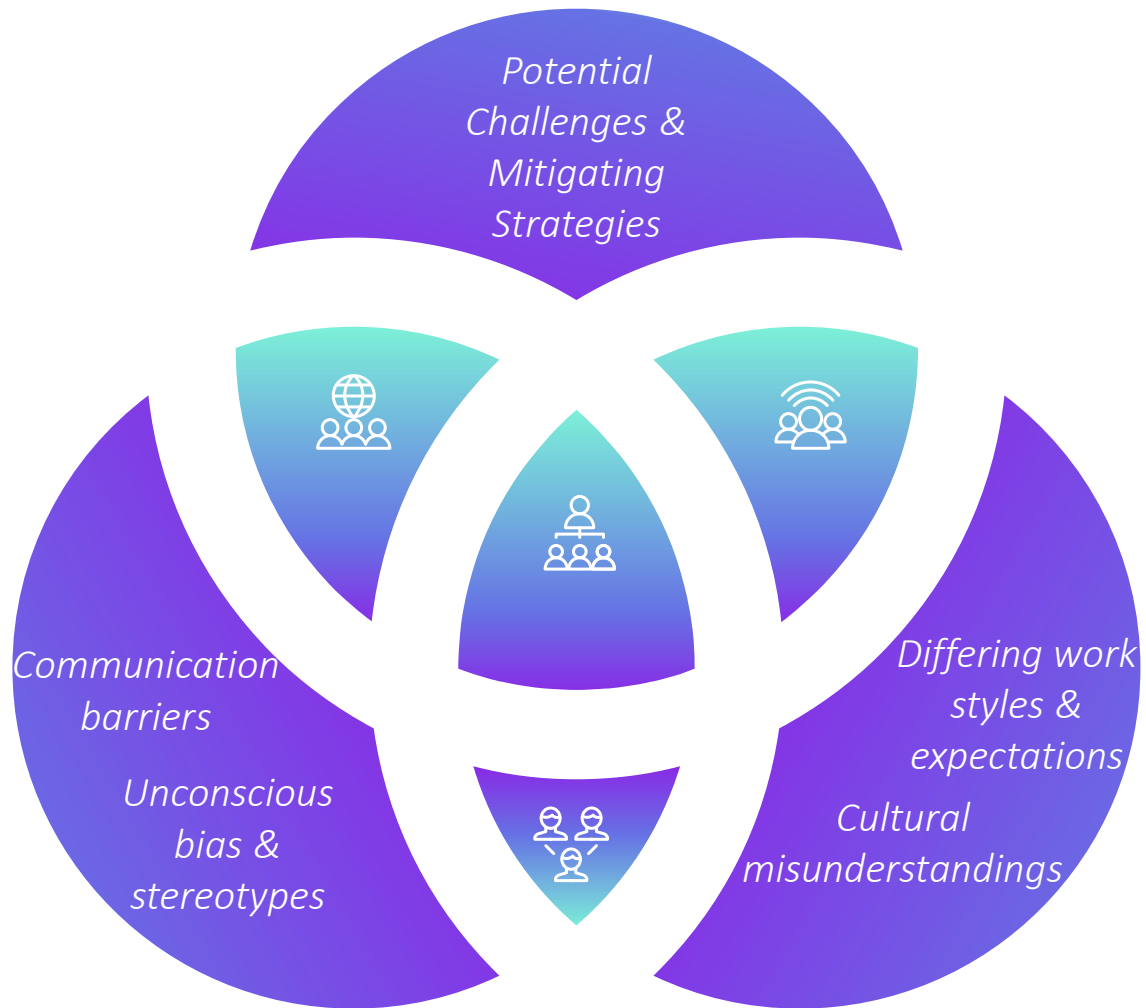 Potential
Challenges &
Mitigating
Strategies
Communication
barriers
Unconscious
bias &
stereotypes
Differing work
styles &
expectations
Cultural
misunderstandings